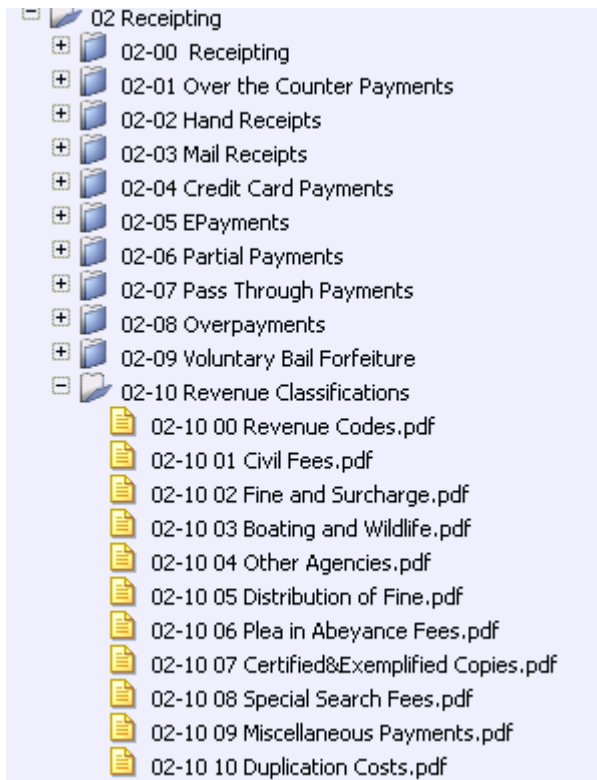 02 Receipting
02-00 Receipting
02-01 Over the Counter Payments
02-02 Hand Receipts
02-03 Mail Receipts
02-04 Credit Card Payments
02-05 EPayments
02-06 Partial Payments
02-07 Pass Through Payments
02-08 Overpayments
02-09 Voluntary Bail Forfeiture
02-10 Revenue Classifications
02-10 00 Revenue Codes.pdf
02-10 01 Civil Fees.pdf
02-10 02 Fine and Surcharge.pdf
02-10 03 Boating and Wildlife.pdf
02-10 04 Other Agencies.pdf
02-10 05 Distribution of Fine.pdf
02-10 06 Plea in Abeyance Fees.pdf
02-10 07 Certified&Exemplified Copies.pdf
02-10 08 Special Search Fees.pdf
02-10 09 Miscellaneous Payments.pdf
02-10 10 Duplication Costs.pdf